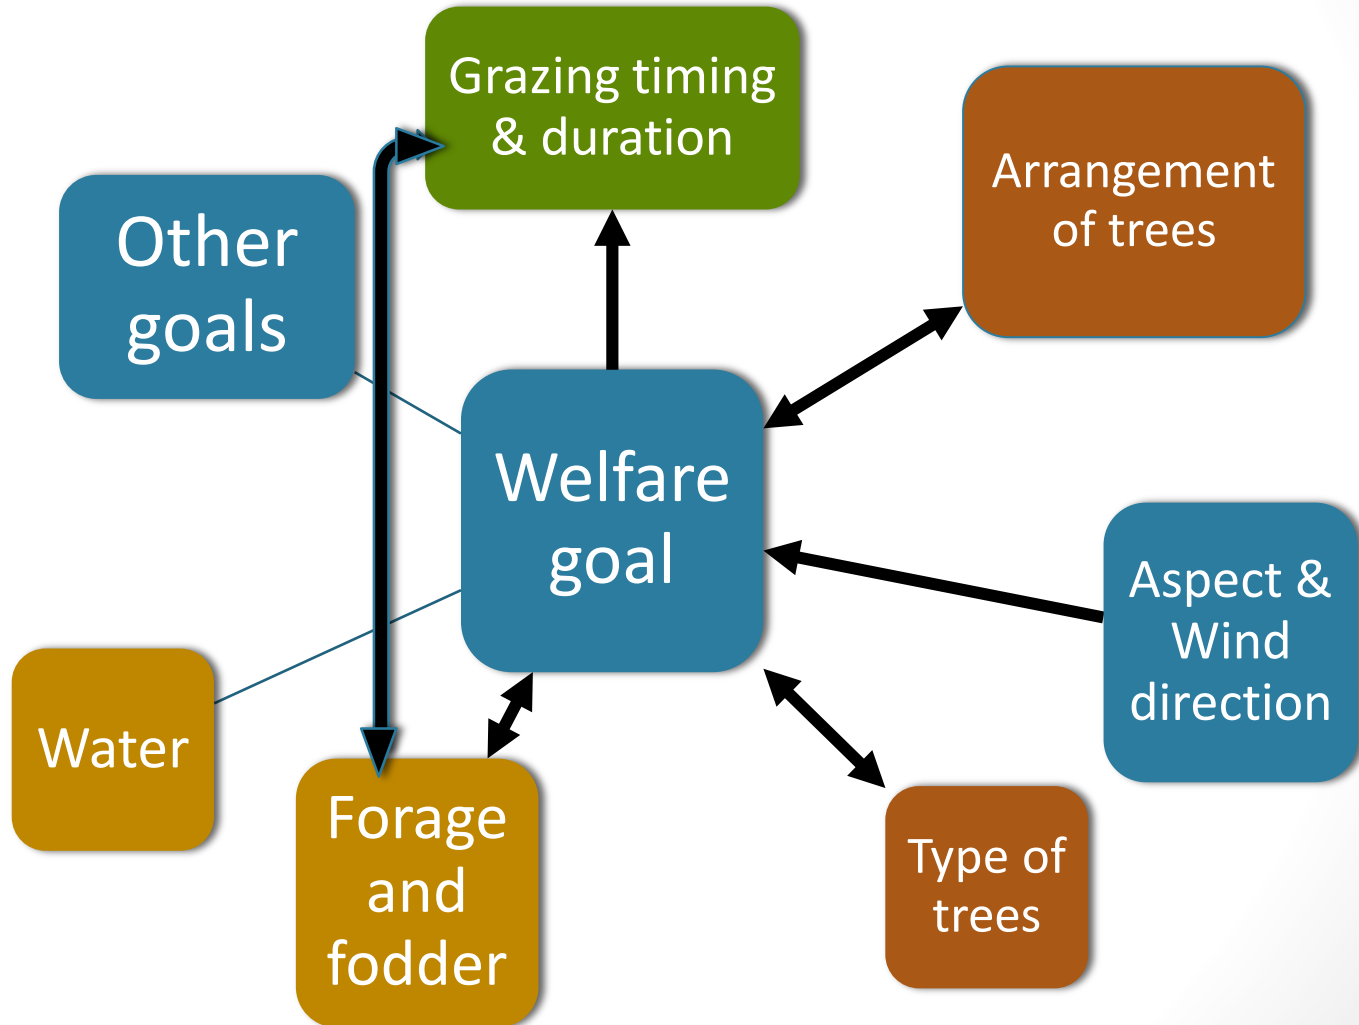 Grazing timing
& duration
Arrangement
of trees
Other
goals
Welfare
goal
Aspect &
Wind
direction
Water
Forage
and
fodder
Type of
trees